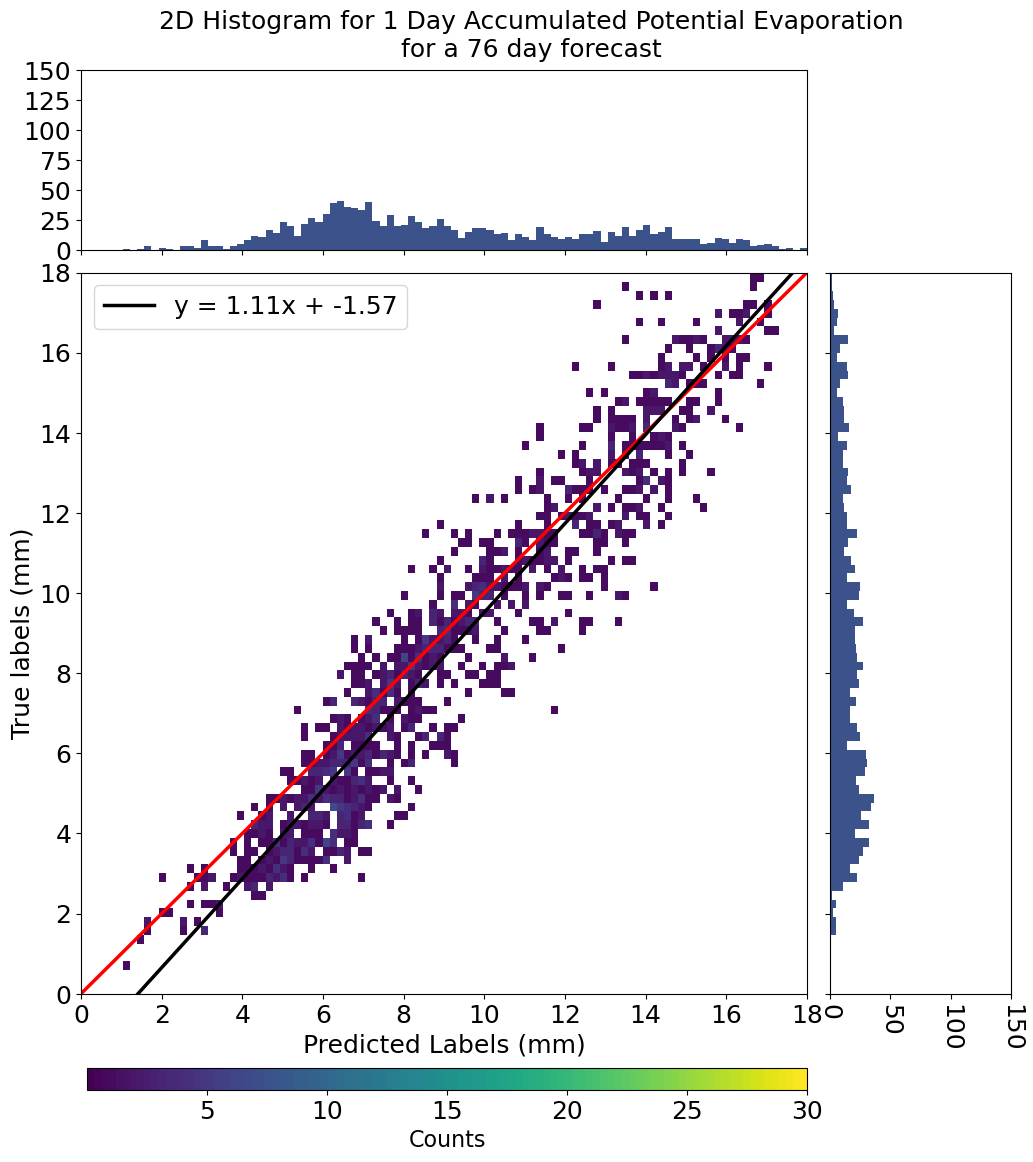 2D Histogram for 1 Day Accumulated Potential Evaporation
for a 76 day forecast
150
125
100
75
50
25
0
18
16
14
12
10
8
6
4
2
0
True labels (mm)
y = 1.11x + -1.57
0 2 4 6 8 10 12 14 16 18
Predicted Labels (mm)
0 50 100 150
5 10 15 20 25 30
Counts